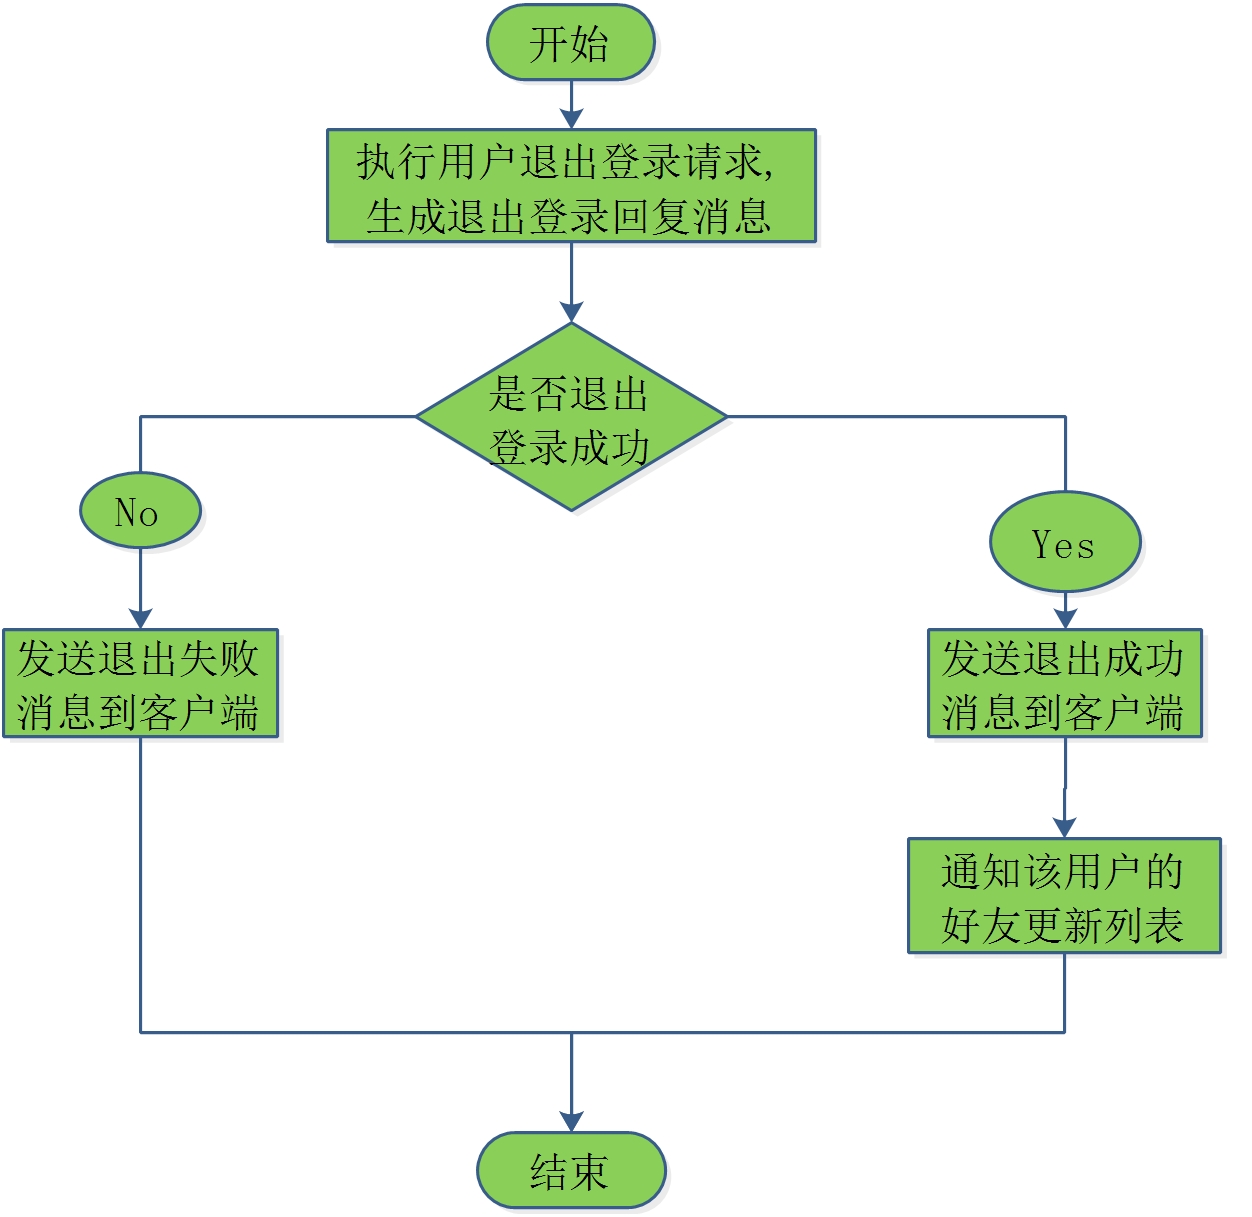 开始
执行用户退出登录请求,
生成退出登录回复消息
是否退出
登录成功
No
Yes
发送退出失败
消息到客户端
发送退出成功
消息到客户端
通知该用户的
好友更新列表
结束